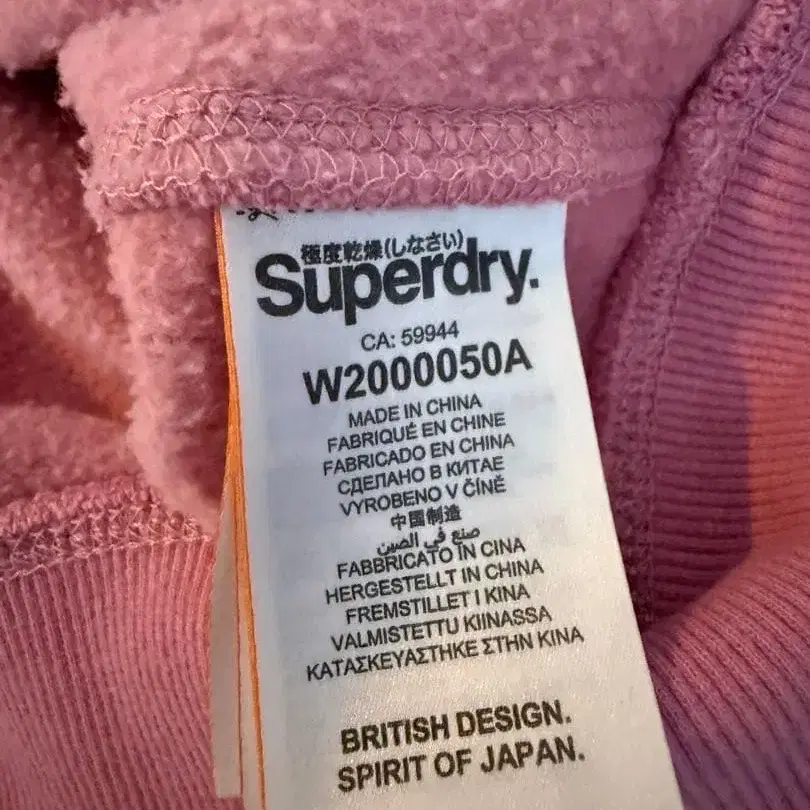 極度乾燥(しなさい)
Superdry.
CA: 59944
W2000050A
MADE IN CHINA
FABRIQUÉ EN CHINE
FABRICADO EN CHINA
СДЕЛАНО В КИТАЕ
VYROBENO V ČÍNĚ
中国制造
صنع في الصين
FABBRICATO IN CINA
HERGESTELLT IN CHINA
FREMSTILLET I KINA
VALMISTETTU KIINASSA
ΚΑΤΑΣΚΕΥΑΣΤΗΚΕ ΣΤΗΝ ΚΙΝΑ
BRITISH DESIGN.
SPIRIT OF JAPAN.